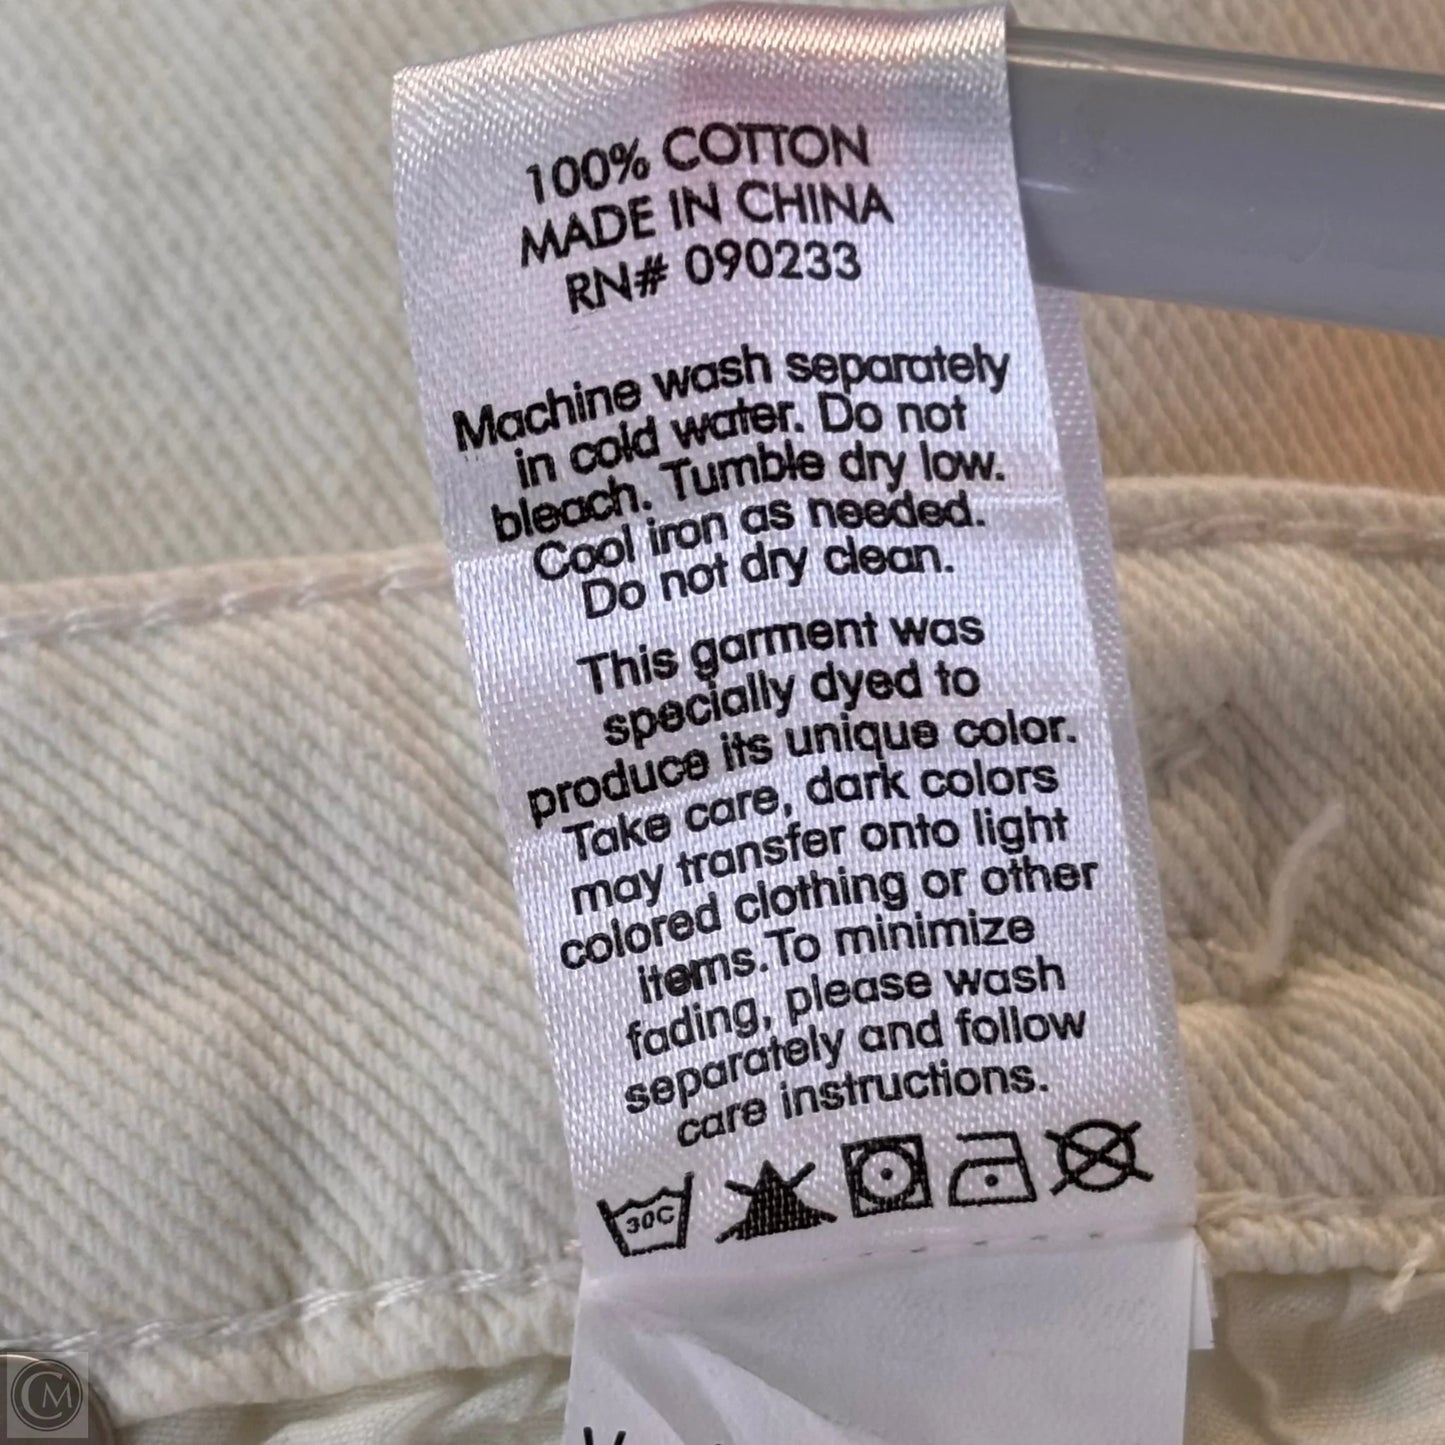 100% COTTON
MADE IN CHINA
RN# 090233
Machine wash separately
in cold water. Do not
bleach. Tumble dry low.
Cool iron as needed.
Do not dry clean.
This garment was
specially dyed to
produce its unique color.
Take care, dark colors
may transfer onto light
colored clothing or other
items. To minimize
fading, please wash
separately and follow
care instructions.
30C
CM